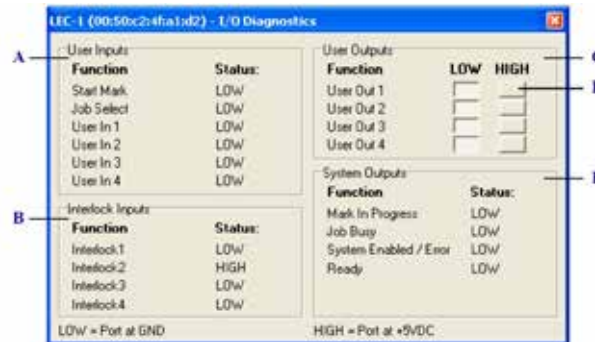 LEC-1 (00:50:c2:4f:a1:d2) - I/O Diagnostics
A
User Inputs
Function Status:
Start Mark LOW
Job Select LOW
User In 1 LOW
User In 2 LOW
User In 3 LOW
User In 4 LOW
B
Interlock Inputs
Function Status:
Interlock1 LOW
Interlock2 HIGH
Interlock3 LOW
Interlock4 LOW
User Outputs
Function LOW HIGH
User Out 1
User Out 2
User Out 3
User Out 4
System Outputs
Function Status:
Mark In Progress LOW
Job Busy LOW
System Enabled / Error LOW
Ready LOW
LOW = Port at GND
HIGH = Port at +5VDC